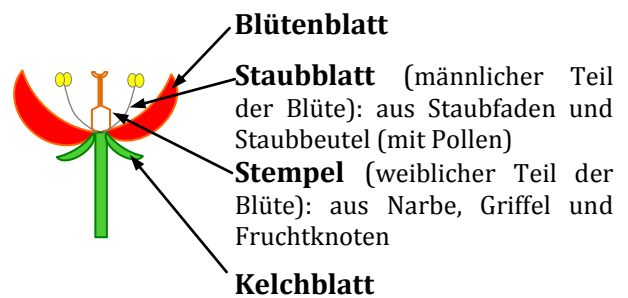 Blütenblatt
Staubblatt (männlicher Teil
der Blüte): aus Staubfaden und
Staubbeutel (mit Pollen)
Stempel (weiblicher Teil der
Blüte): aus Narbe, Griffel und
Fruchtknoten
Kelchblatt